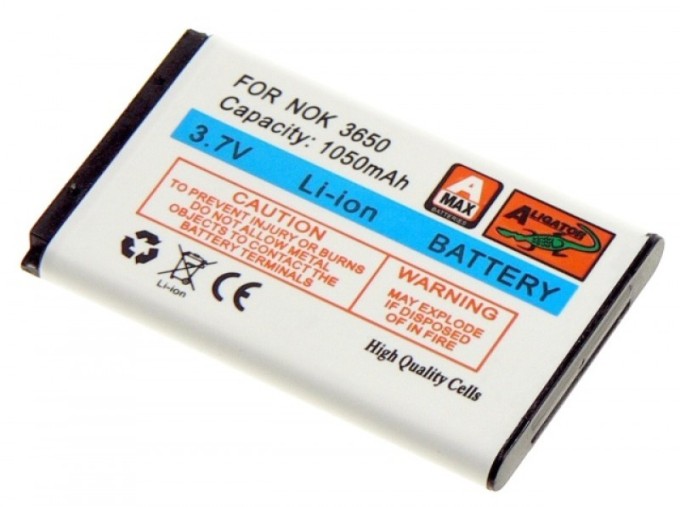 FOR NOK 3650
Capacity: 1050mAh
3.7V Li-ion BATTERY
A
MAX
BATTERIES
ALIGATOR
CAUTION
TO PREVENT INJURY OR BURNS
DO NOT ALLOW METAL
OBJECTS TO CONTACT THE
BATTERY TERMINALS
WARNING
MAY EXPLODE
IF DISPOSED
OF IN FIRE
Li-ion
CE
High Quality Cells